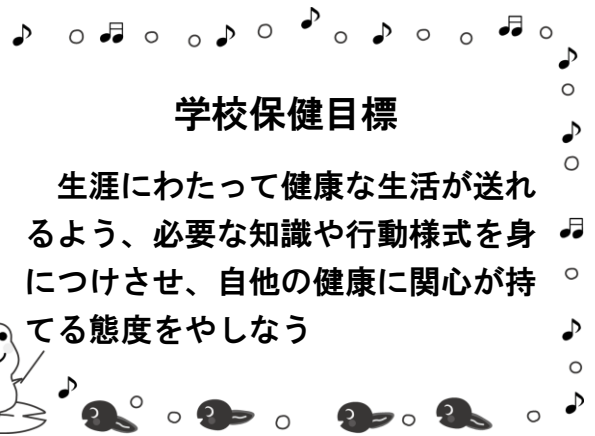 学校保健目標
生涯にわたって健康な生活が送れ
るよう、必要な知識や行動様式を身
につけさせ、自他の健康に関心が持
てる態度をやしなう